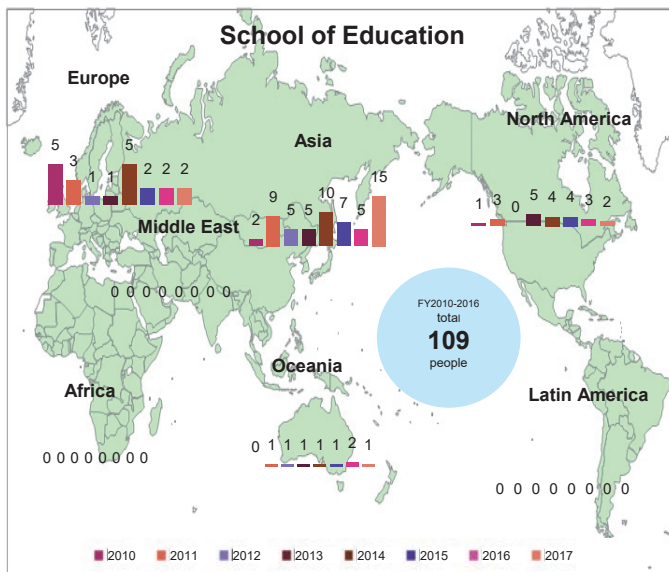 School of Education
Europe
5 3 1 1 5 2 2 2
Asia
2 9 5 5 10 7 5 15
North America
1 3 0 5 4 4 3 2
Middle East
0 0 0 0 0 0 0 0
FY2010-2016
total
109
people
Africa
0 0 0 0 0 0 0 0
Oceania
0 1 1 1 1 1 2 1
Latin America
0 0 0 0 0 0 0 0
2010 2011 2012 2013 2014 2015 2016 2017